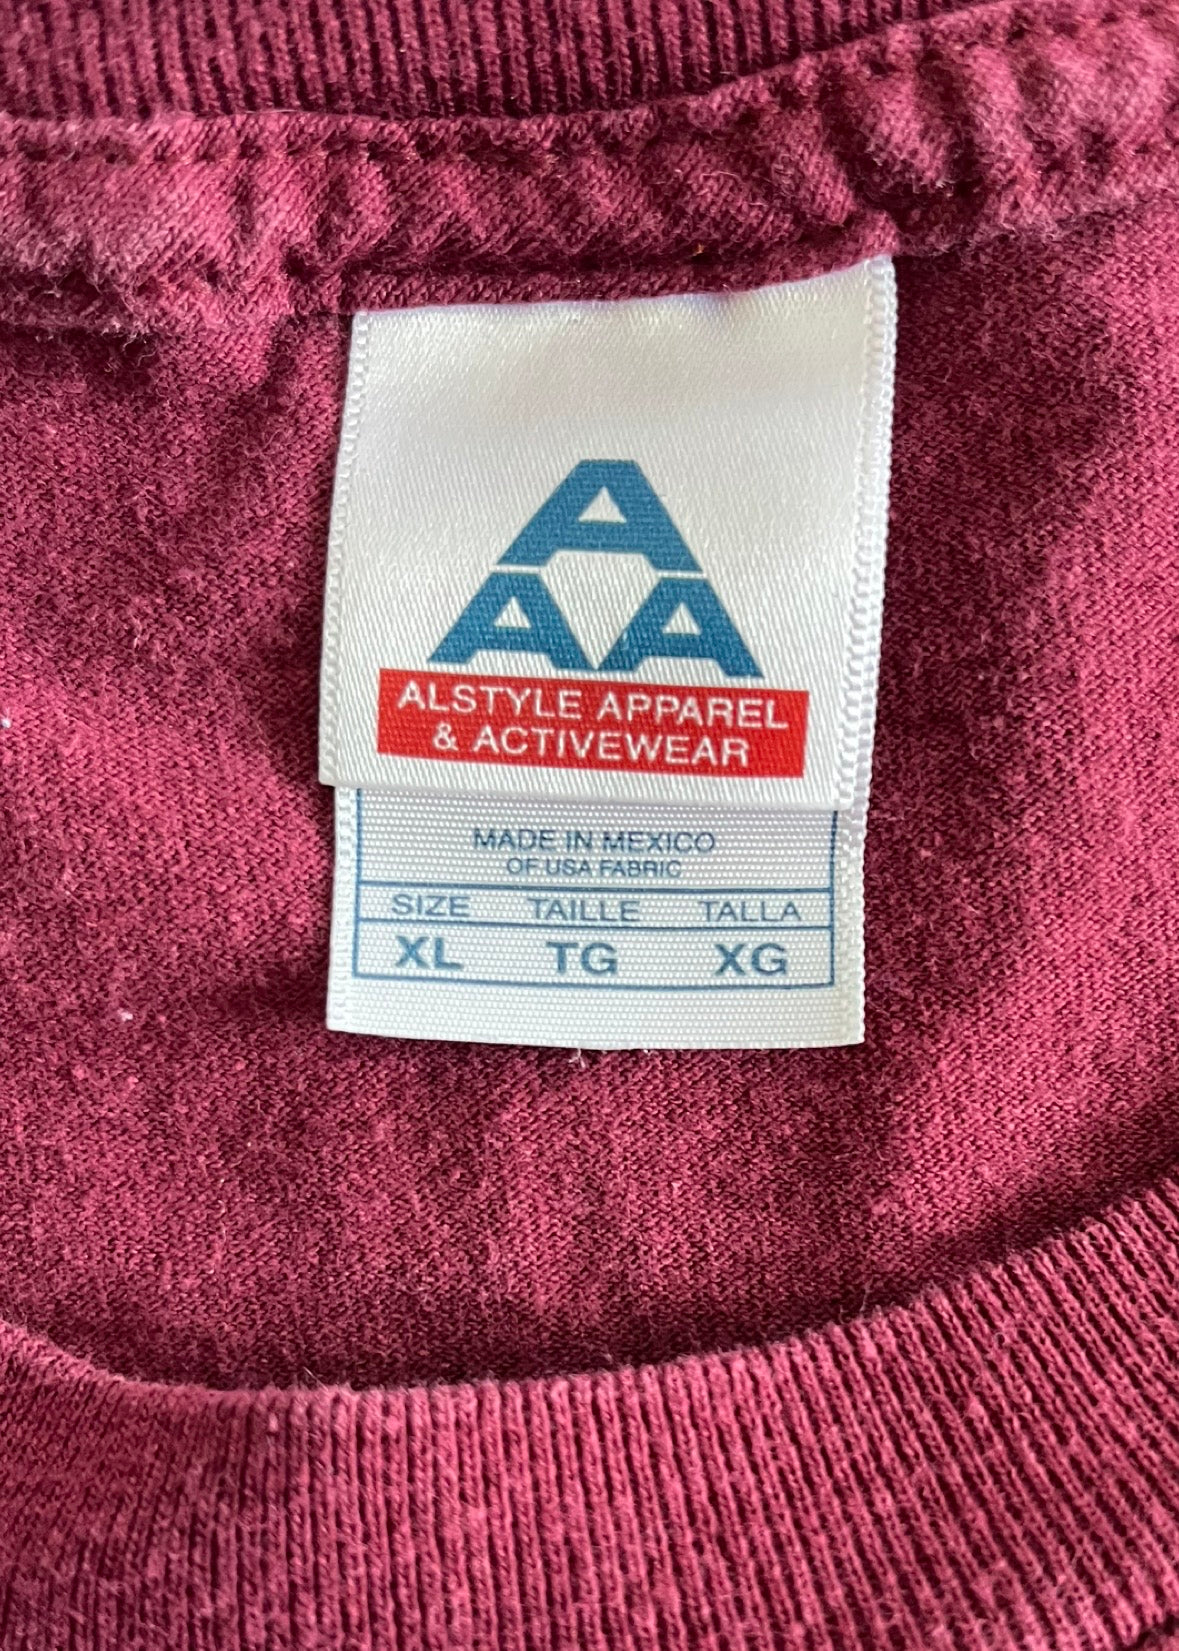 AAA
ALSTYLE APPAREL
& ACTIVEWEAR
MADE IN MEXICO
OF USA FABRIC
SIZE TAILLE TALLA
XL TG XG